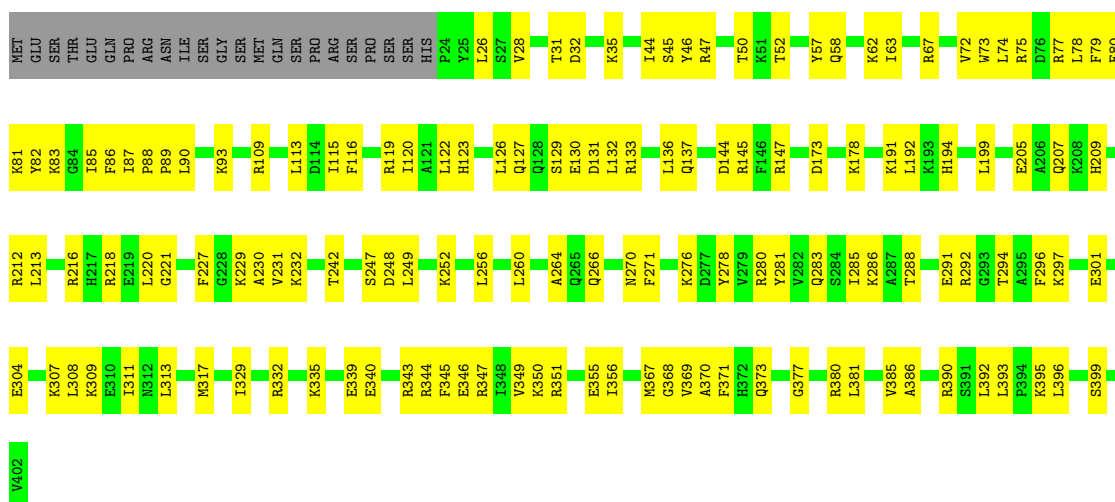 MET GLU SER THR GLU GLN PRO ARG ASN ILE SER GLY SER MET GLN SER PRO ARG SER PRO SER SER HIS P24 Y25 L26 S27 V28 T31 D32 K35 I44 S45 Y46 R47 T50 K51 T52 Y57 Q58 K62 I63 R67 V72 W73 L74 R75 D76 R77 L78 F79
K81 Y82 K83 G84 I85 F86 I87 P88 P89 L90 K93 R109 L113 D114 I115 F116 R119 I120 A121 L122 H123 L126 Q127 Q128 S129 E130 D131 L132 R133 L136 Q137 D144 R145 F146 R147 D173 K178 K191 L192 K193 H194 L199 E205 A206 Q207 K208 H209
R212 L213 R216 H217 R218 E219 L220 G221 F227 G228 K229 A230 V231 K232 T242 S247 D248 L249 K252 L256 L260 A264 Q265 Q266 N270 F271 K276 D277 Y278 V279 R280 Y281 V282 Q283 S284 I285 K286 A287 T288 E291 R292 G293 T294 A295 F296 K297 E301
E304 K307 L308 K309 E310 I311 N312 L313 M317 I329 R332 K335 E339 E340 R343 R344 F345 E346 R347 I348 V349 K350 R351 E355 I356 M367 G368 V369 A370 F371 H372 Q373 G377 R380 L381 V385 A386 R390 S391 L392 L393 P394 K395 L396 S399
V402